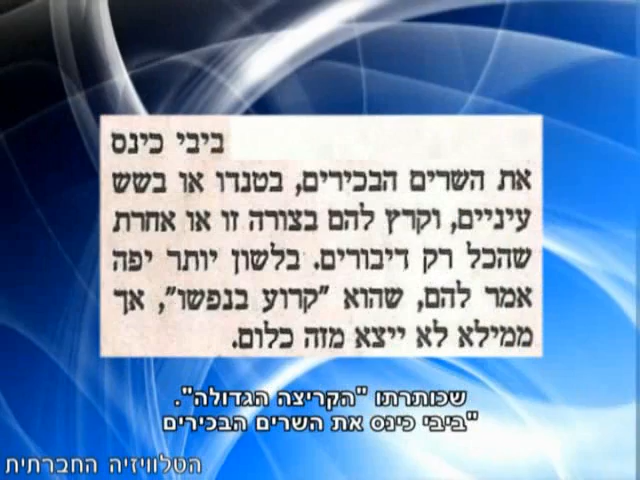 ביבי כינס
את השרים הבכירים, בטנדו או בשש
עיניים, וקרץ להם בצורה זו או אחרת
שהכל רק דיבורים. בלשון יותר יפה
אמר להם, שהוא "קרוע בנפשו", אך
ממילא לא ייצא מזה כלום.
שכותרתו "הקריצה הגדולה".
"ביבי כינס את השרים הבכירים
הטלוויזיה החברתית